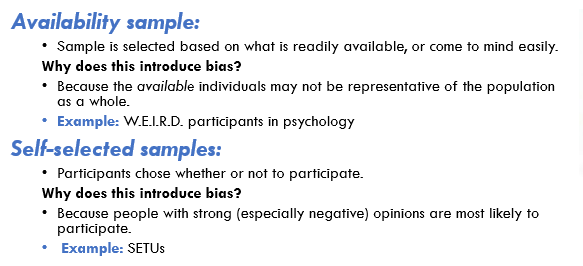 Availability sample:
• Sample is selected based on what is readily available, or come to mind easily.
Why does this introduce bias?
• Because the available individuals may not be representative of the population
as a whole.
• Example: W.E.I.R.D. participants in psychology
Self-selected samples:
• Participants chose whether or not to participate.
Why does this introduce bias?
• Because people with strong (especially negative) opinions are most likely to
participate.
• Example: SETUs